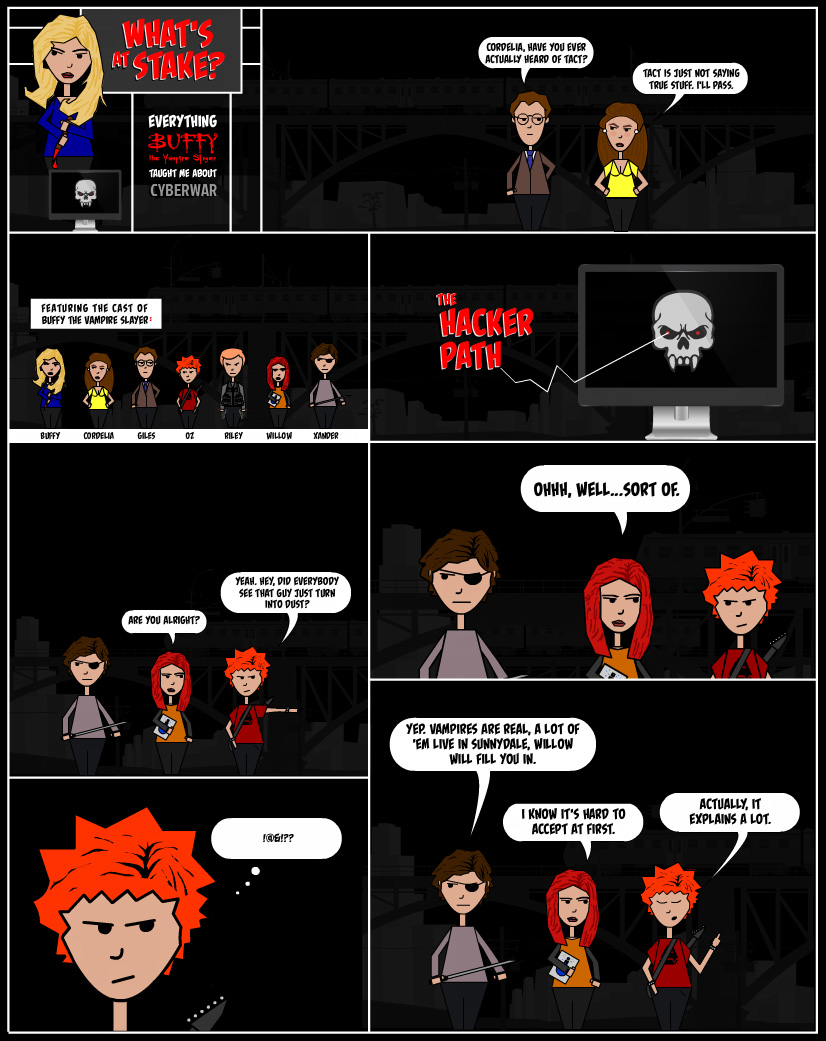 WHAT'S
AT STAKE?
EVERYTHING
BUFFY
the Vampire Slayer
TAUGHT ME ABOUT
CYBERWAR
CORDELIA, HAVE YOU EVER
ACTUALLY HEARD OF TACT?
TACT IS JUST NOT SAYING
TRUE STUFF. I'LL PASS.
FEATURING THE CAST OF
BUFFY THE VAMPIRE SLAYER:
BUFFY CORDELIA GILES OZ RILEY WILLOW XANDER
THE
HACKER
PATH
ARE YOU ALRIGHT?
YEAH. HEY, DID EVERYBODY
SEE THAT GUY JUST TURN
INTO DUST?
OHHH, WELL...SORT OF.
!@&!??
YEP. VAMPIRES ARE REAL, A LOT OF
'EM LIVE IN SUNNYDALE, WILLOW
WILL FILL YOU IN.
I KNOW IT'S HARD TO
ACCEPT AT FIRST.
ACTUALLY, IT
EXPLAINS A LOT.